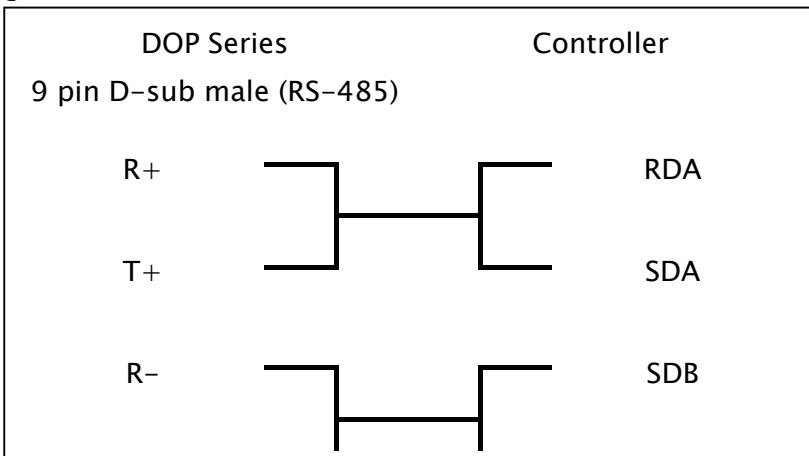 DOP Series Controller
9 pin D-sub male (RS-485)
R+ RDA
T+ SDA
R- SDB